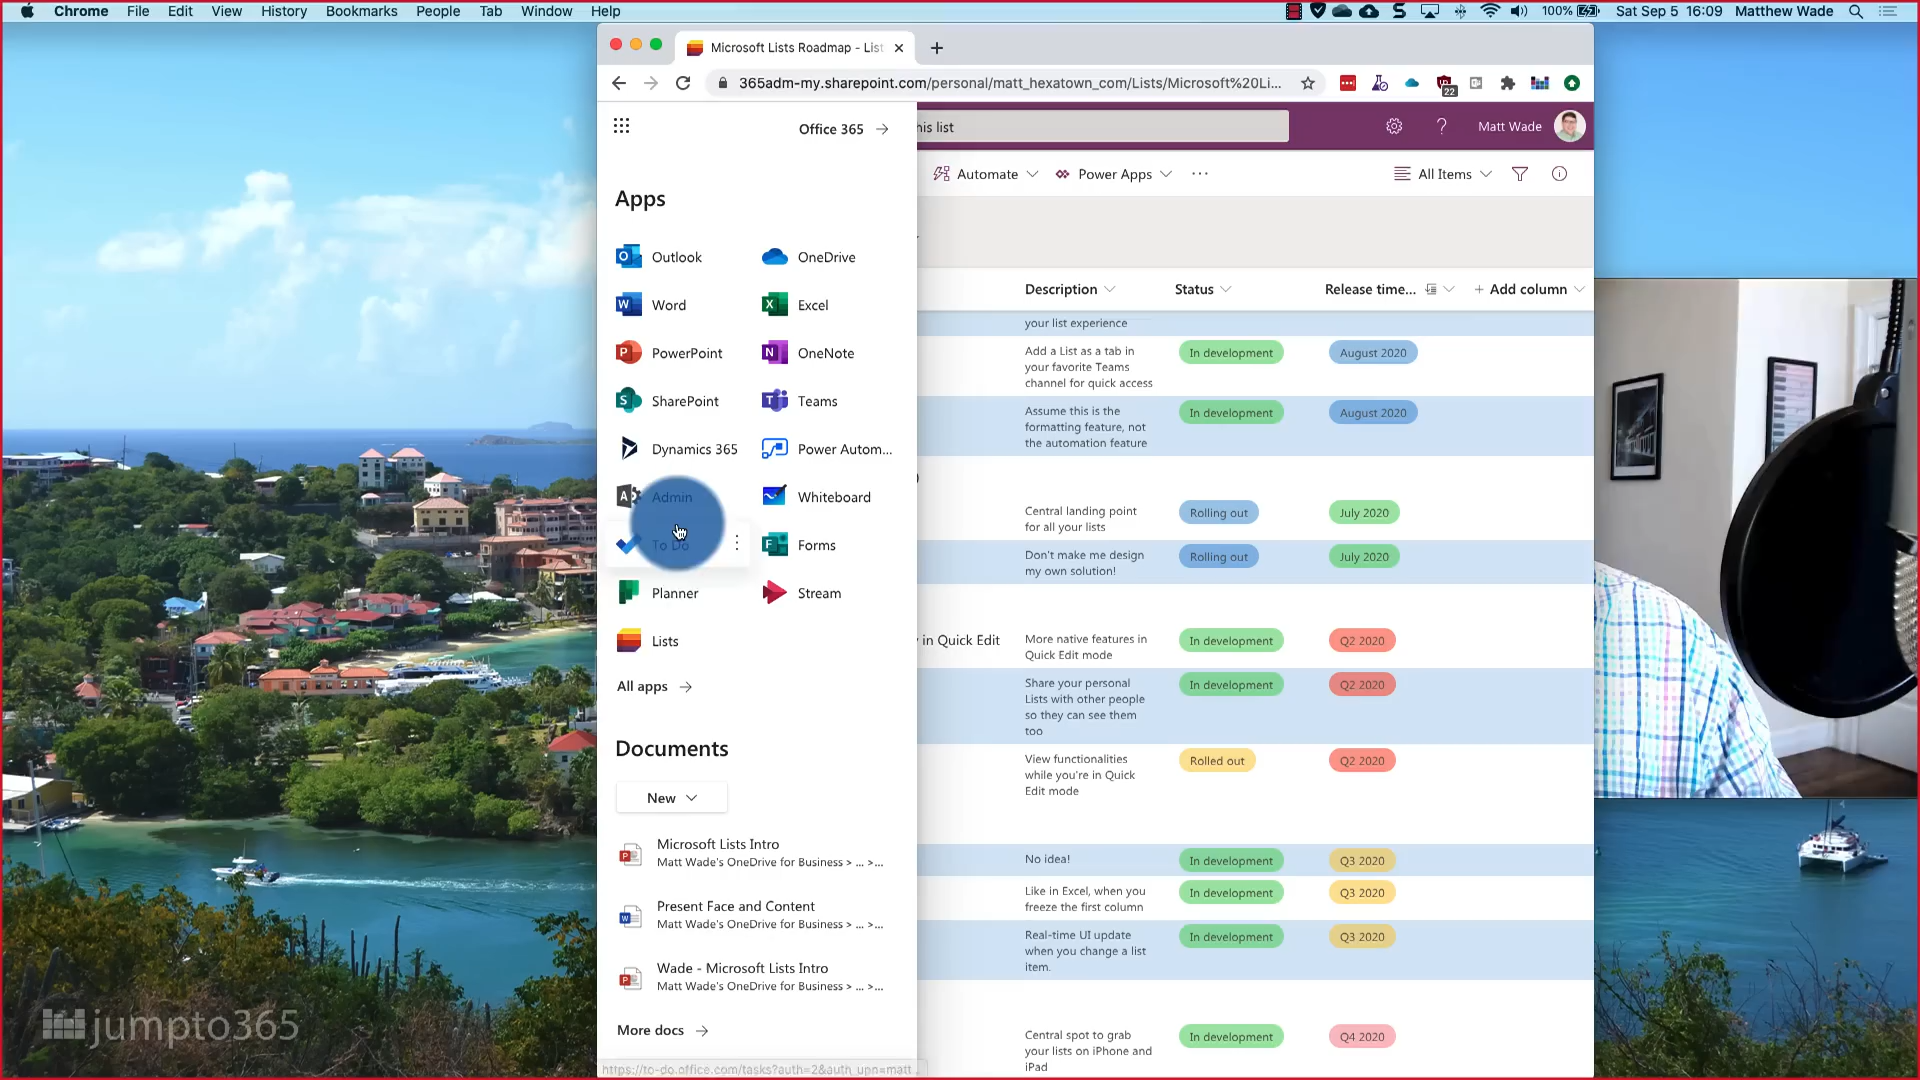 Chrome File Edit View History Bookmarks People Tab Window Help
100% Sat Sep 5 16:09 Matthew Wade
Microsoft Lists Roadmap - List
365adm-my.sharepoint.com/personal/matt_hexatown_com/Lists/Microsoft%20Li...
22
Office 365
his list
Matt Wade
Automate
Power Apps
All Items
Apps
Outlook
OneDrive
Word
Excel
PowerPoint
OneNote
SharePoint
Teams
Dynamics 365
Power Autom...
Admin
Whiteboard
To Do
Forms
Planner
Stream
Lists
All apps
Documents
New
Microsoft Lists Intro
Matt Wade's OneDrive for Business > ... >...
Present Face and Content
Matt Wade's OneDrive for Business > ... >...
Wade - Microsoft Lists Intro
Matt Wade's OneDrive for Business > ... >...
More docs
https://to-do.office.com/tasks?auth=2&auth_upn=matt
Description
Status
Release time...
+ Add column
your list experience
Add a List as a tab in
your favorite Teams
channel for quick access
In development
August 2020
Assume this is the
formatting feature, not
the automation feature
In development
August 2020
Central landing point
for all your lists
Rolling out
July 2020
Don't make me design
my own solution!
Rolling out
July 2020
in Quick Edit
More native features in
Quick Edit mode
In development
Q2 2020
Share your personal
Lists with other people
so they can see them
too
In development
Q2 2020
View functionalities
while you're in Quick
Edit mode
Rolled out
Q2 2020
No idea!
In development
Q3 2020
Like in Excel, when you
freeze the first column
In development
Q3 2020
Real-time UI update
when you change a list
item.
In development
Q3 2020
Central spot to grab
your lists on iPhone and
iPad
In development
Q4 2020
jumpto365